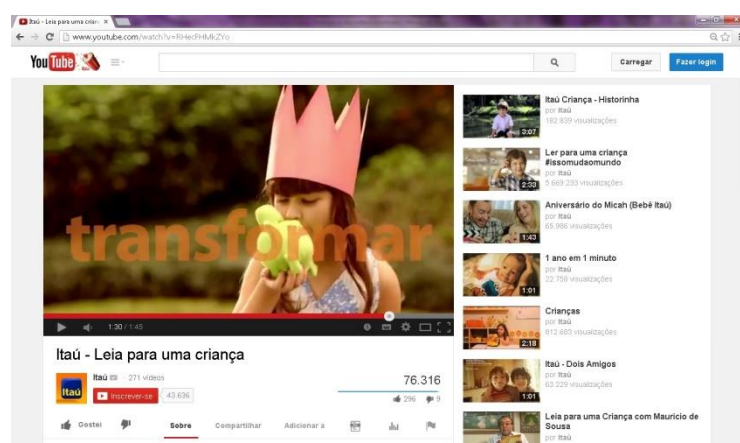 Itaú - Leia para uma crian
www.youtube.com/watch?v=RHecPHMkZYo
YouTube
Carregar
Fazer login
transformar
1:30 / 1:45
Itaú - Leia para uma criança
Itaú
Itaú 271 vídeos
Inscrever-se 43.636
76.316
296 9
Gostei
Sobre
Compartilhar
Adicionar a
Itaú Criança - Historinha
por Itaú
182.839 visualizações
3:07
Ler para uma criança
#issomudaomundo
por Itaú
5.669.233 visualizações
2:33
Aniversário do Micah (Bebê Itaú)
por Itaú
65.986 visualizações
1:43
1 ano em 1 minuto
por Itaú
22.758 visualizações
1:01
Crianças
por Itaú
812.683 visualizações
2:18
Itaú - Dois Amigos
por Itaú
63.229 visualizações
1:01
Leia para uma Criança com Mauricio de
Sousa
por Itaú